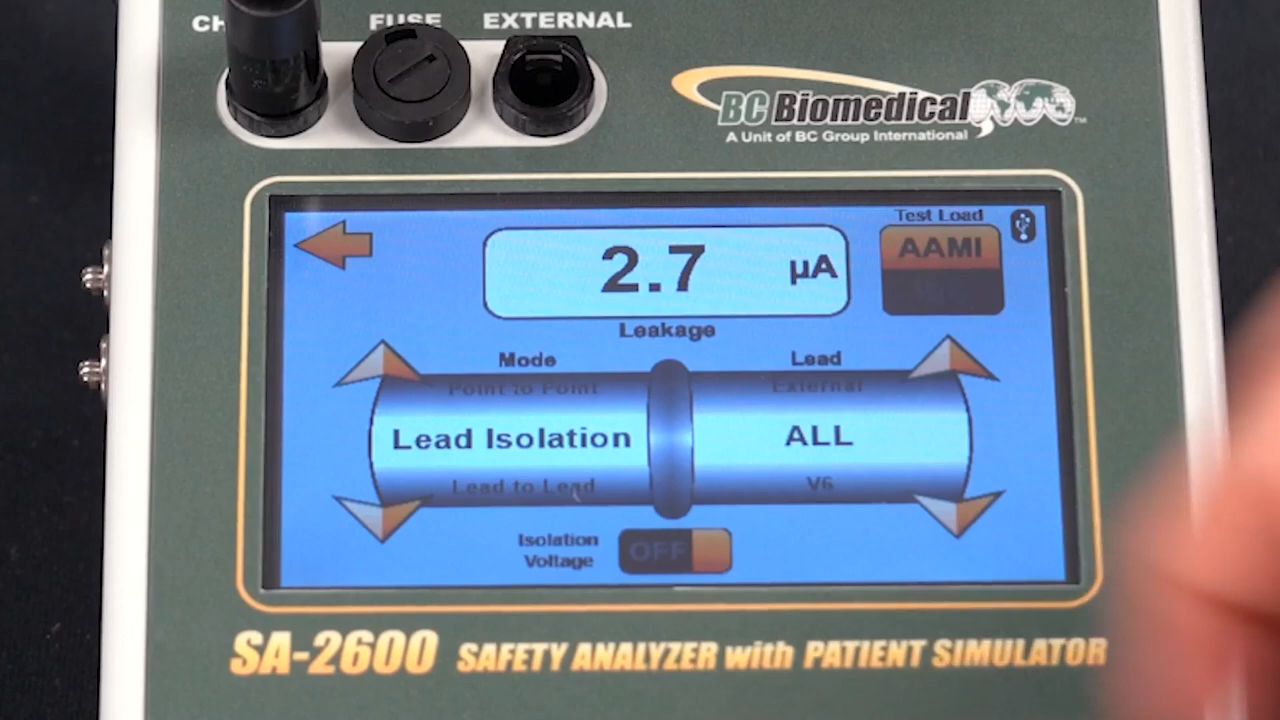 CH
FUSE
EXTERNAL
BC Biomedical
TM
A Unit of BC Group International
Test Load
AAMI
2.7 µA
Leakage
Mode
Lead
Point to Point
External
Lead Isolation
ALL
Lead to Lead
V6
Isolation
Voltage
OFF
SA-2600 SAFETY ANALYZER with PATIENT SIMULATOR